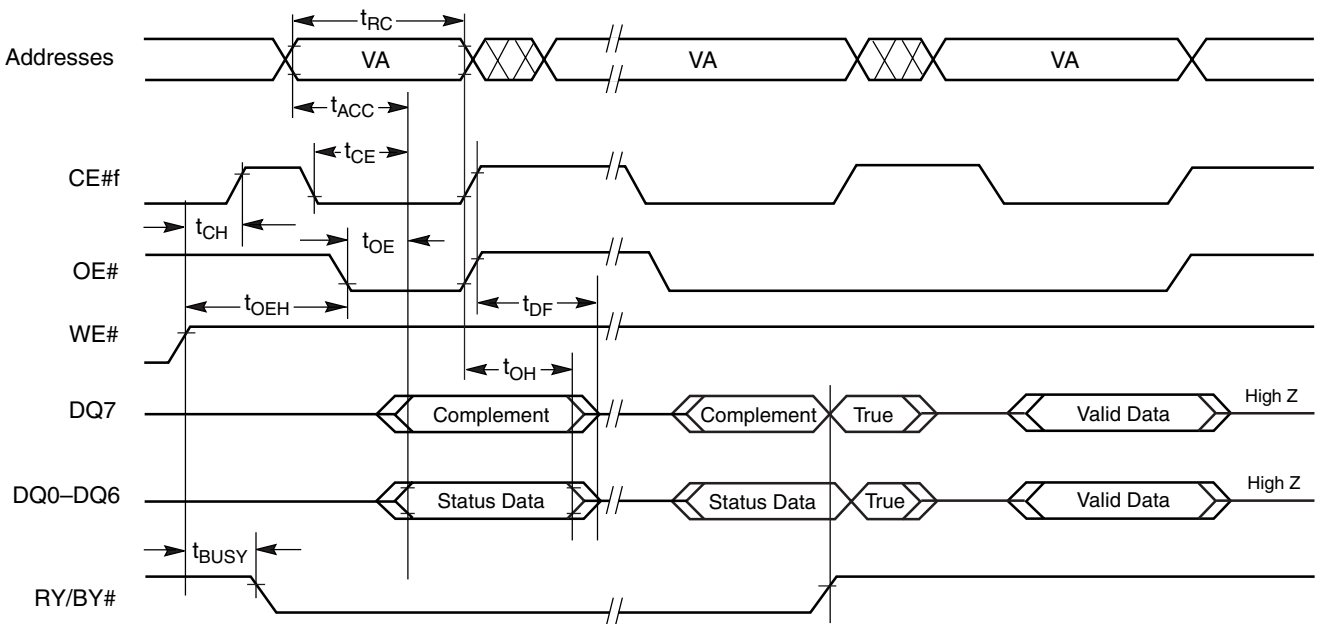 tRC
Addresses VA VA VA
tACC
tCE
CE#f
tCH tOE
OE#
tOEH tDF
WE#
tOH
DQ7 Complement Complement True Valid Data High Z
DQ0–DQ6 Status Data Status Data True Valid Data High Z
tBUSY
RY/BY#